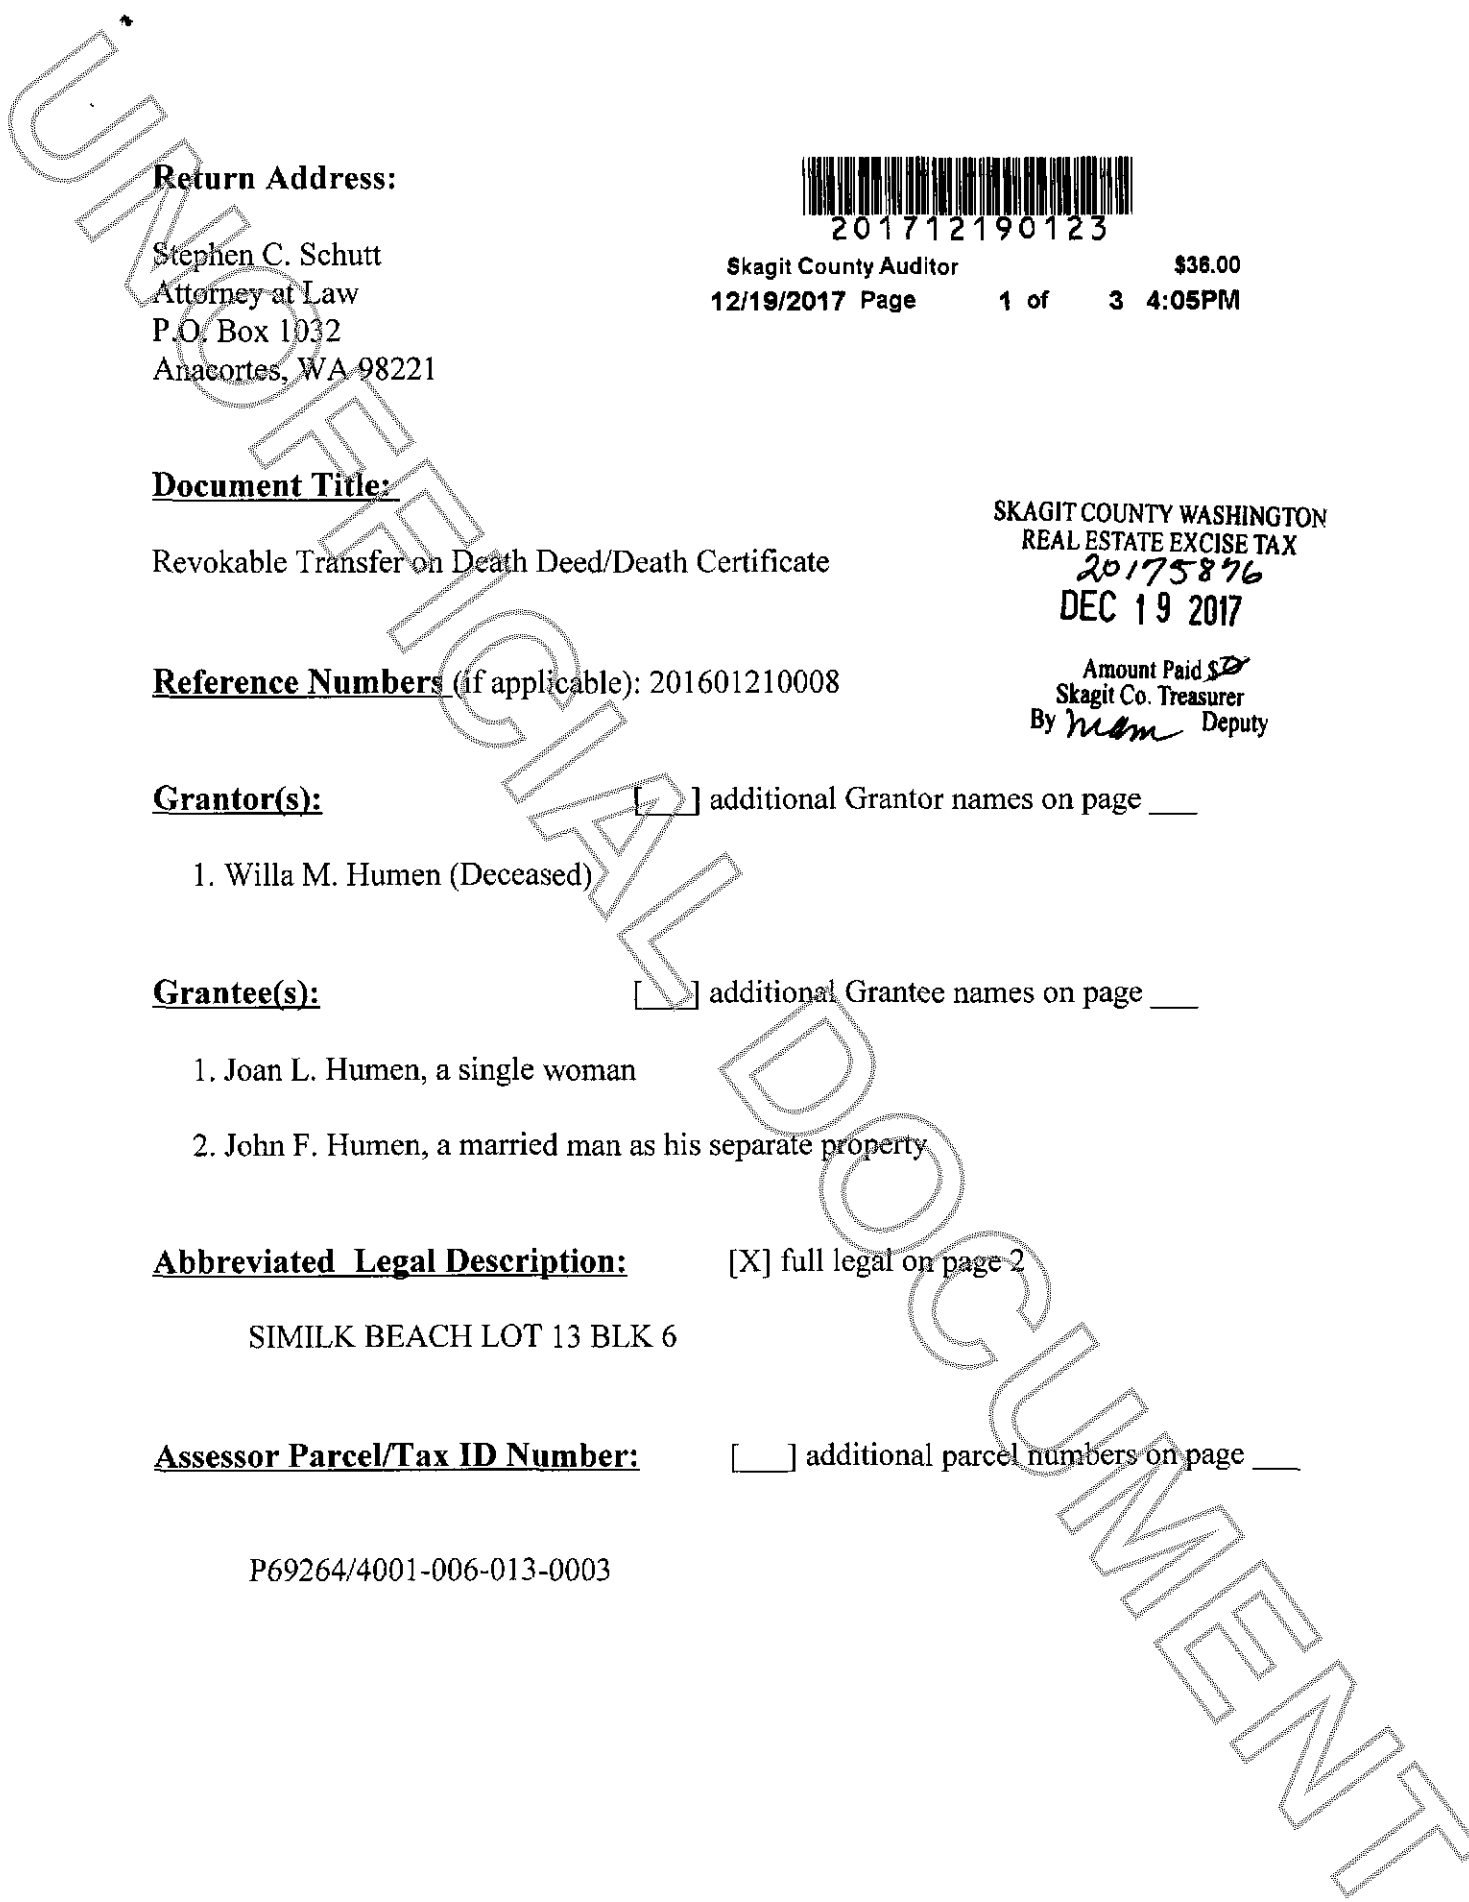 Return Address:
Stephen C. Schutt
Attorney at Law
P.O. Box 1032
Anacortes, WA 98221
201712190123
Skagit County Auditor $36.00
12/19/2017 Page 1 of 3 4:05PM
Document Title:
Revokable Transfer on Death Deed/Death Certificate
SKAGIT COUNTY WASHINGTON
REAL ESTATE EXCISE TAX
20175876
DEC 19 2017
Amount Paid $
Skagit Co. Treasurer
By Deputy
Reference Numbers (if applicable): 201601210008
Grantor(s): [___] additional Grantor names on page ___
1. Willa M. Humen (Deceased)
Grantee(s): [___] additional Grantee names on page ___
1. Joan L. Humen, a single woman
2. John F. Humen, a married man as his separate property
Abbreviated Legal Description: [X] full legal on page 2
SIMILK BEACH LOT 13 BLK 6
Assessor Parcel/Tax ID Number: [___] additional parcel numbers on page ___
P69264/4001-006-013-0003
UNOFFICIAL DOCUMENT